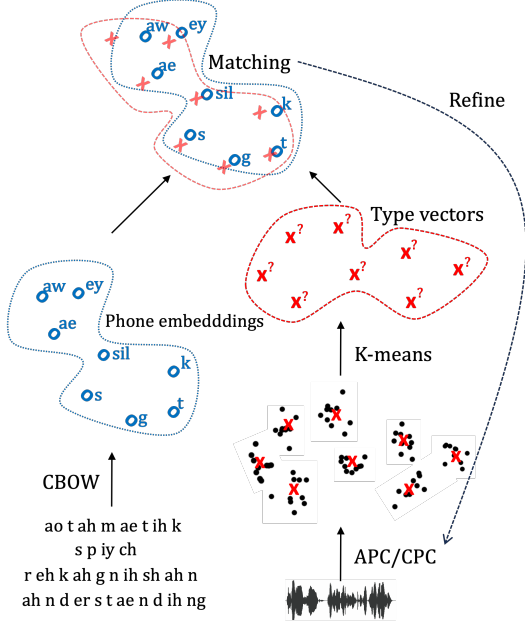 aw
ey
ae
Matching
sil
k
Refine
s
t
g
Type vectors
x?
x?
x?
x?
x?
x?
x?
x?
aw
ey
Phone embedddings
ae
sil
k
K-means
s
t
g
CBOW
ao t ah m ae t ih k
s p iy ch
r eh k ah g n ih sh ah n
ah n d er s t ae n d ih ng
APC/CPC